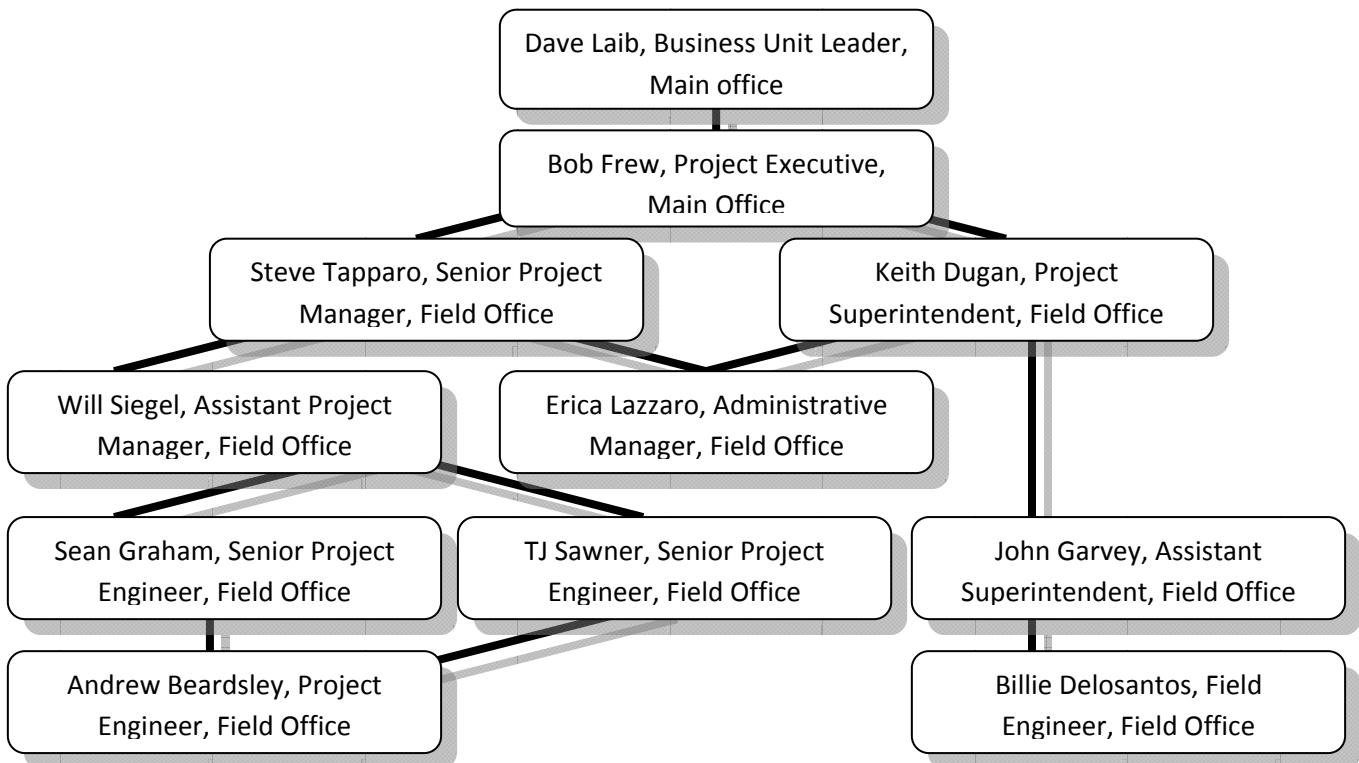 Dave Laib, Business Unit Leader,
Main office
Bob Frew, Project Executive,
Main Office
Steve Tapparo, Senior Project
Manager, Field Office
Keith Dugan, Project
Superintendent, Field Office
Will Siegel, Assistant Project
Manager, Field Office
Erica Lazzaro, Administrative
Manager, Field Office
Sean Graham, Senior Project
Engineer, Field Office
TJ Sawner, Senior Project
Engineer, Field Office
John Garvey, Assistant
Superintendent, Field Office
Andrew Beardsley, Project
Engineer, Field Office
Billie Delosantos, Field
Engineer, Field Office